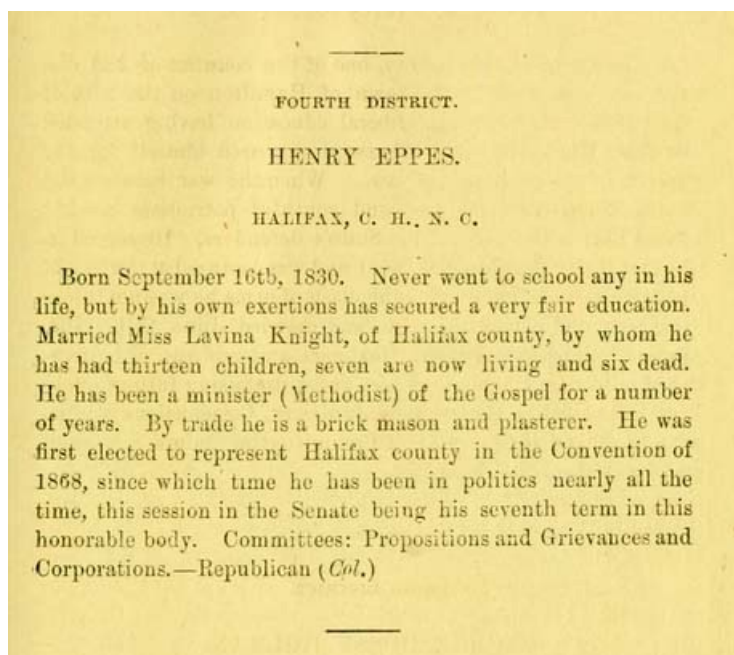 FOURTH DISTRICT.
HENRY EPPES.
HALIFAX, C. H., N. C.
Born September 16th, 1830. Never went to school any in his
life, but by his own exertions has secured a very fair education.
Married Miss Lavina Knight, of Halifax county, by whom he
has had thirteen children, seven are now living and six dead.
He has been a minister (Methodist) of the Gospel for a number
of years. By trade he is a brick mason and plasterer. He was
first elected to represent Halifax county in the Convention of
1868, since which time he has been in politics nearly all the
time, this session in the Senate being his seventh term in this
honorable body. Committees: Propositions and Grievances and
Corporations.—Republican (Col.)